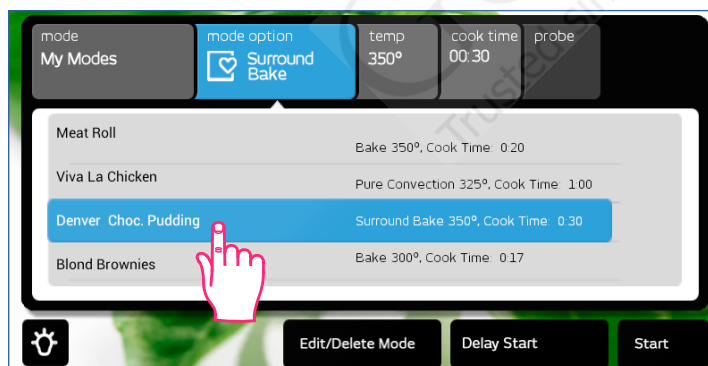 mode
My Modes
mode option
Surround
Bake
temp
350°
cook time
00:30
probe
Meat Roll
Bake 350°, Cook Time: 0:20
Viva La Chicken
Pure Convection 325°, Cook Time: 1:00
Denver Choc. Pudding
Surround Bake 350°, Cook Time: 0:30
Blond Brownies
Bake 300°, Cook Time: 0:17
Edit/Delete Mode
Delay Start
Start
Trusted